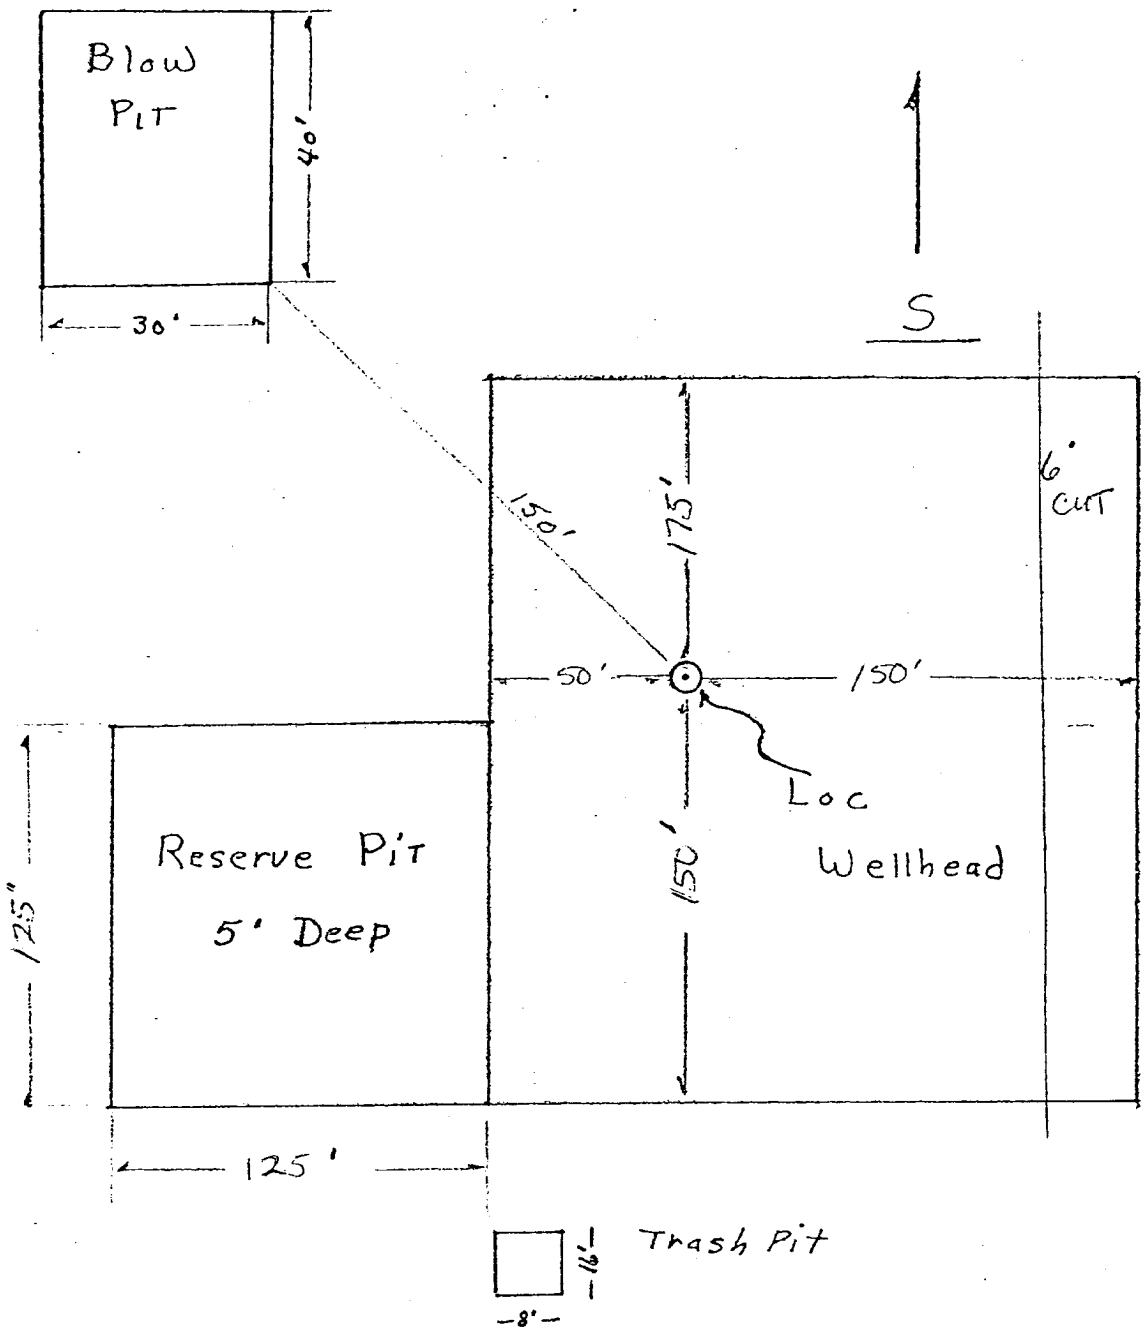 Blow
PIT
40'
30'
S
6'
CUT
150'
175'
50'
150'
Loc
Wellhead
150'
Reserve PiT
5' Deep
125"
125'
Trash Pit
16'
8'